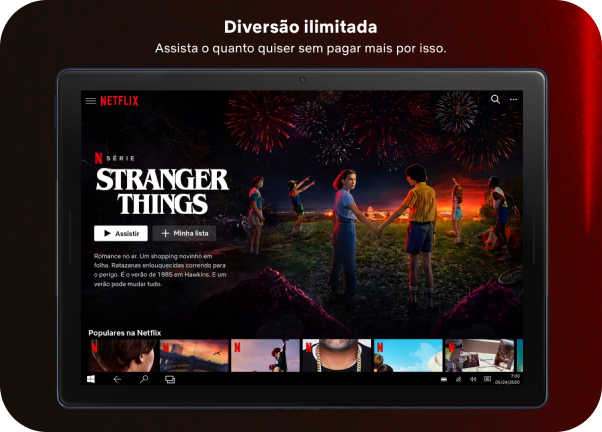 Diversão ilimitada
Assista o quanto quiser sem pagar mais por isso.
NETFLIX
N SÉRIE
STRANGER
THINGS
Assistir
Minha lista
Romance no ar. Um shopping novinho em
folha. Ratazanas enlouquecidas correndo para
o perigo. É o verão de 1985 em Hawkins. E um
verão pode mudar tudo.
Populares na Netflix
N
N
N
N
N
N
7:00
05/24/2020